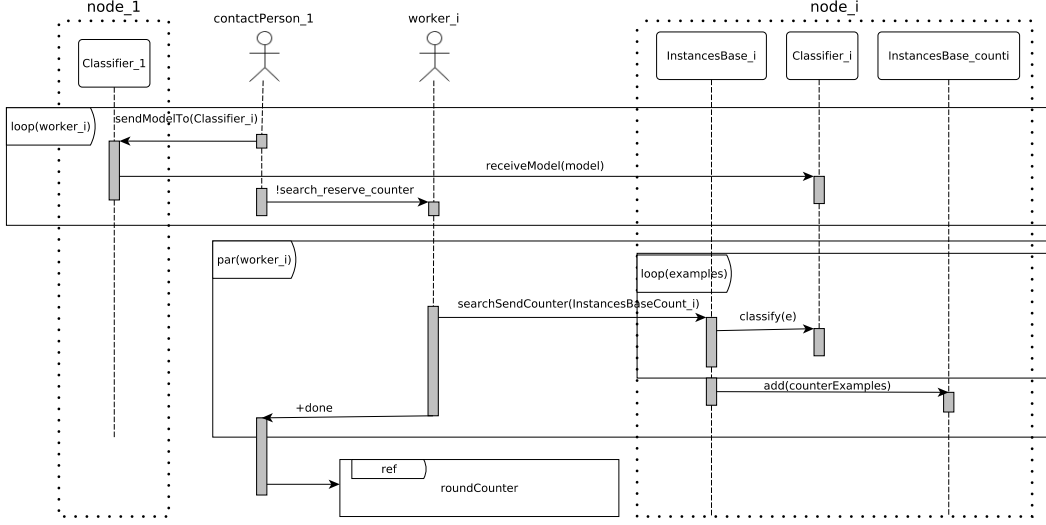 node_1
node_i
contactPerson_1
worker_i
Classifier_1
InstancesBase_i
Classifier_i
InstancesBase_counti
loop(worker_i)
sendModelTo(Classifier_i)
receiveModel(model)
!search_reserve_counter
par(worker_i)
loop(examples)
searchSendCounter(InstancesBaseCount_i)
classify(e)
add(counterExamples)
+done
ref
roundCounter